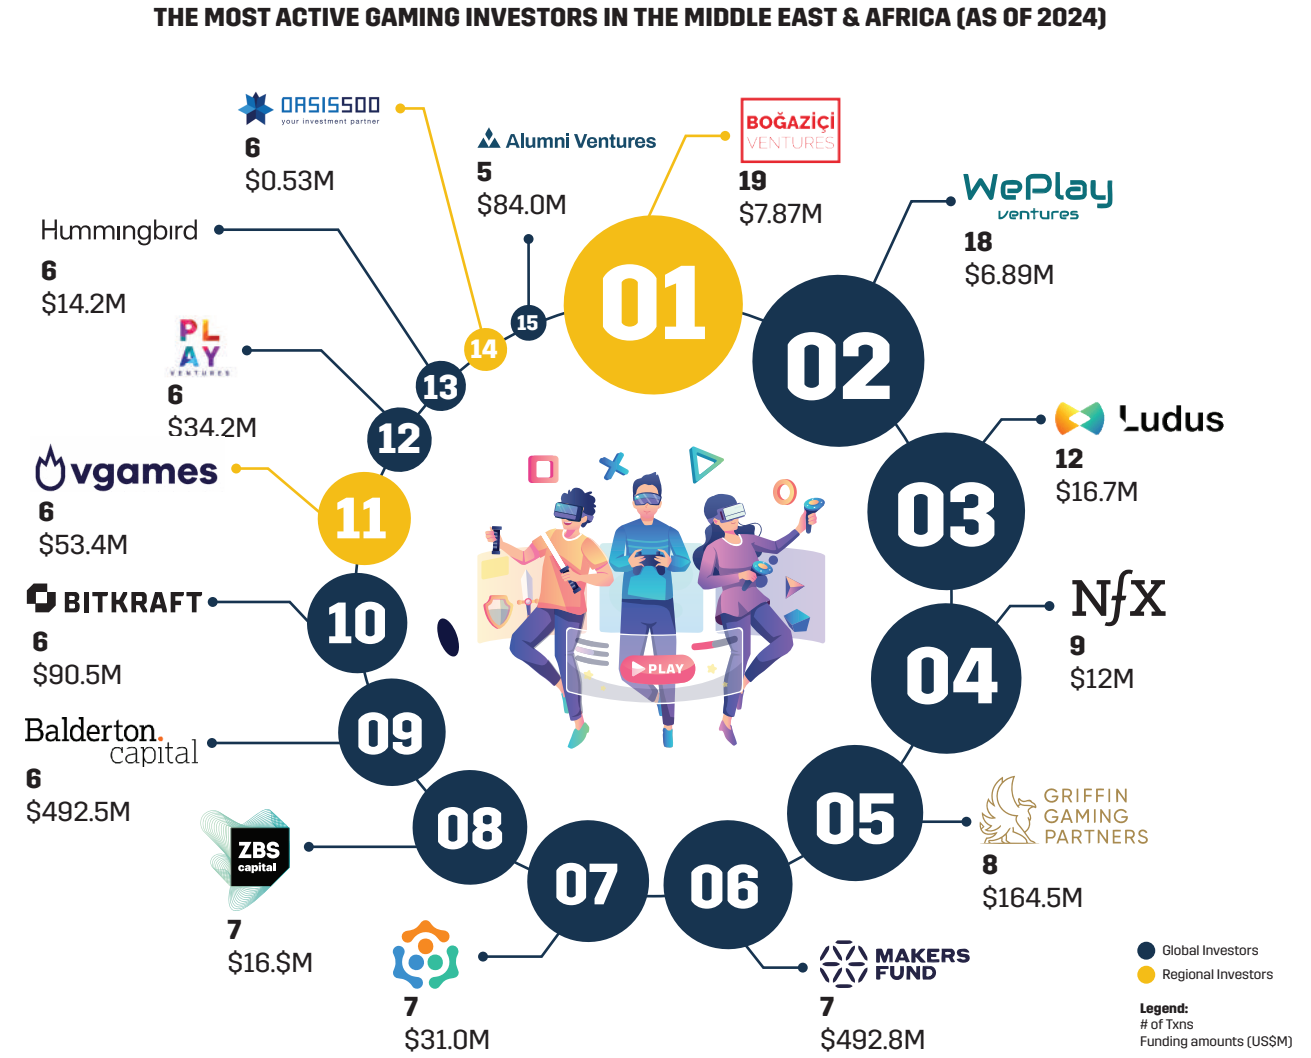 THE MOST ACTIVE GAMING INVESTORS IN THE MIDDLE EAST & AFRICA (AS OF 2024)
01
BOĞAZİÇİ
VENTURES
19
$7.87M
02
WePlay
ventures
18
$6.89M
03
Ludus
12
$16.7M
04
NfX
9
$12M
05
GRIFFIN
GAMING
PARTNERS
8
$164.5M
06
MAKERS
FUND
7
$492.8M
07
7
$31.0M
08
ZBS
capital
7
$16.$M
09
Balderton.
capital
6
$492.5M
10
BITKRAFT
6
$90.5M
11
vgames
6
$53.4M
12
PL
AY
VENTURES
6
$34.2M
13
Hummingbird
6
$14.2M
14
OASIS500
your investment partner
6
$0.53M
15
Alumni Ventures
5
$84.0M
PLAY
Global Investors
Regional Investors
Legend:
# of Txns
Funding amounts (US$M)